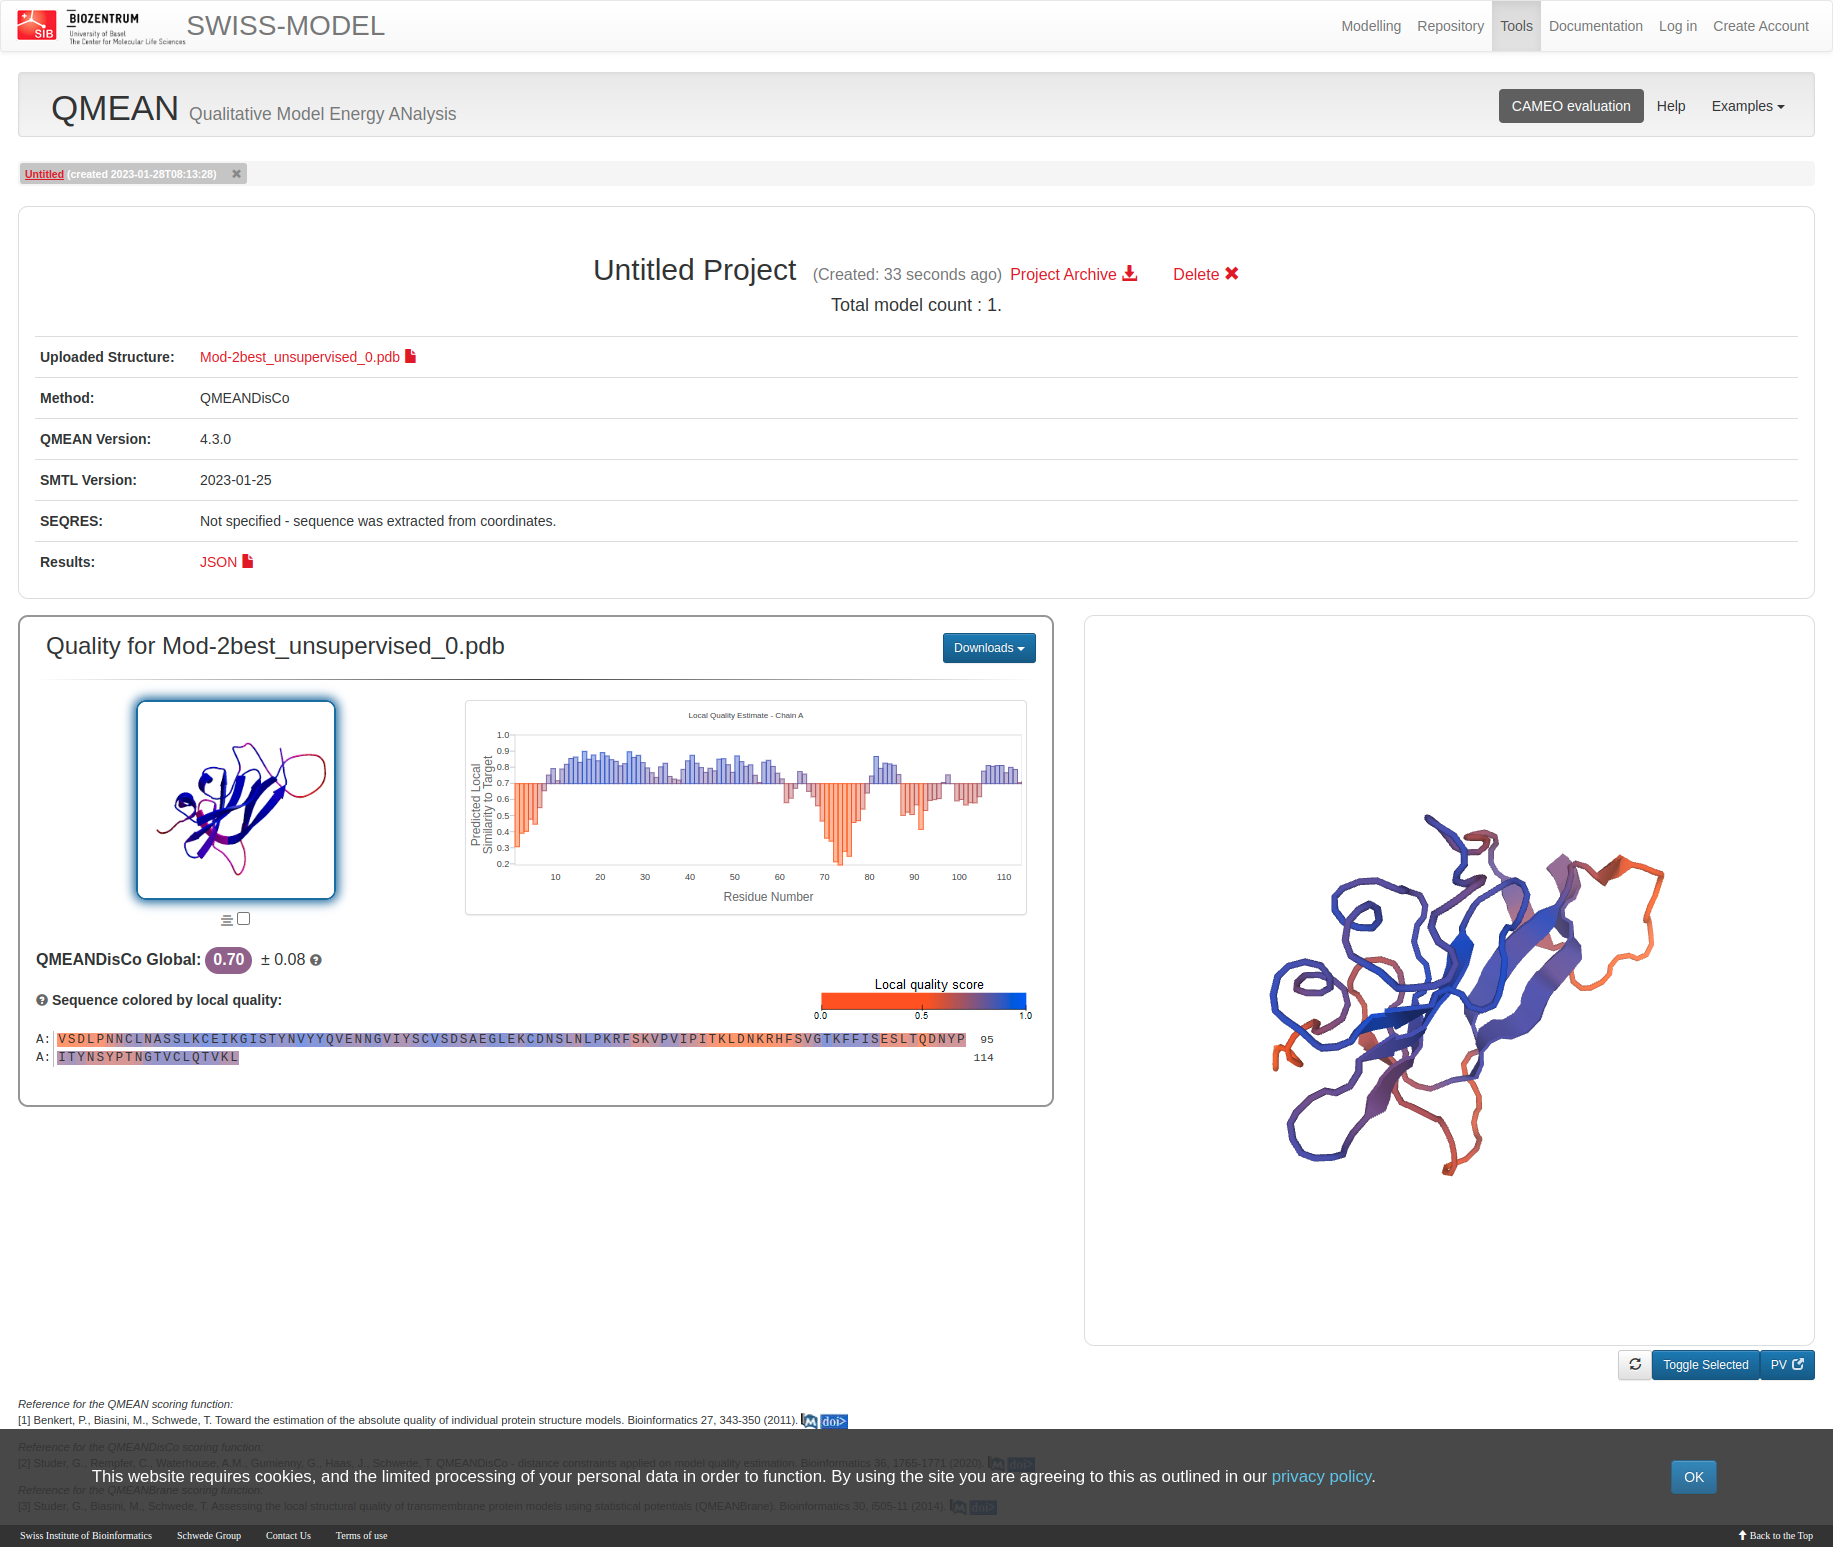 SIB
BIOZENTRUM
University of Basel
The Center for Molecular Life Sciences
SWISS-MODEL
Modelling Repository Tools Documentation Log in Create Account
QMEAN Qualitative Model Energy ANalysis
CAMEO evaluation Help Examples
Untitled (created 2023-01-28T08:13:28) ✖
Untitled Project (Created: 33 seconds ago) Project Archive Delete ✖
Total model count : 1.
Uploaded Structure: Mod-2best_unsupervised_0.pdb
Method: QMEANDisCo
QMEAN Version: 4.3.0
SMTL Version: 2023-01-25
SEQRES: Not specified - sequence was extracted from coordinates.
Results: JSON
Quality for Mod-2best_unsupervised_0.pdb
Downloads
Local Quality Estimate - Chain A
Predicted Local
Similarity to Target
1.0
0.9
0.8
0.7
0.6
0.5
0.4
0.3
0.2
10 20 30 40 50 60 70 80 90 100 110
Residue Number
QMEANDisCo Global: 0.70 ± 0.08
Sequence colored by local quality:
Local quality score
0.0 0.5 1.0
A: VSDLPNNCLNASSLKCEIKGISTYNVYYQVENNGVIYSCVSDSAEGLEKCDNSLNLPKRFSKVPVIPITKLDNKRHFSVGTKFFISESLTQDNYP 95
A: ITYNSYPTNGTVCLQTVKL 114
Toggle Selected PV
Reference for the QMEAN scoring function:
[1] Benkert, P., Biasini, M., Schwede, T. Toward the estimation of the absolute quality of individual protein structure models. Bioinformatics 27, 343-350 (2011). M doi>
Reference for the QMEANDisCo scoring function:
[2] Studer, G., Rempfer, C., Waterhouse, A.M., Gumienny, G., Haas, J., Schwede, T. QMEANDisCo - distance constraints applied on model quality estimation. Bioinformatics 36, 1765-1771 (2020). M doi>
This website requires cookies, and the limited processing of your personal data in order to function. By using the site you are agreeing to this as outlined in our privacy policy. OK
Reference for the QMEANBrane scoring function:
[3] Studer, G., Biasini, M., Schwede, T. Assessing the local structural quality of transmembrane protein models using statistical potentials (QMEANBrane). Bioinformatics 30, i505-11 (2014). M doi>
Swiss Institute of Bioinformatics Schwede Group Contact Us Terms of use Back to the Top